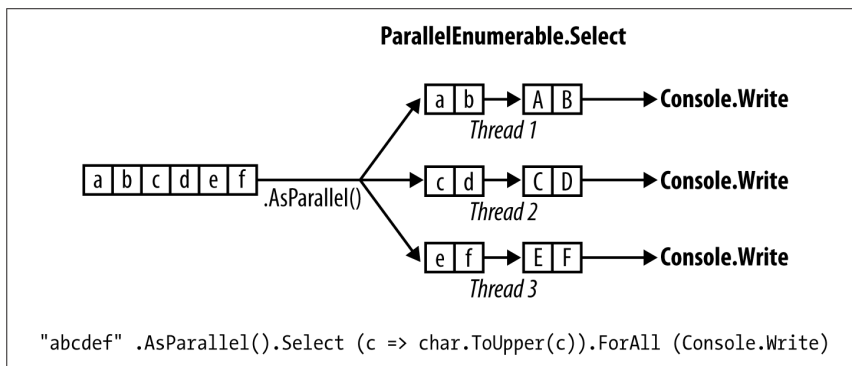 ParallelEnumerable.Select
a b A B Console.Write
Thread 1
a b c d e f .AsParallel() c d C D Console.Write
Thread 2
e f E F Console.Write
Thread 3
"abcdef" .AsParallel().Select (c => char.ToUpper(c)).ForAll (Console.Write)